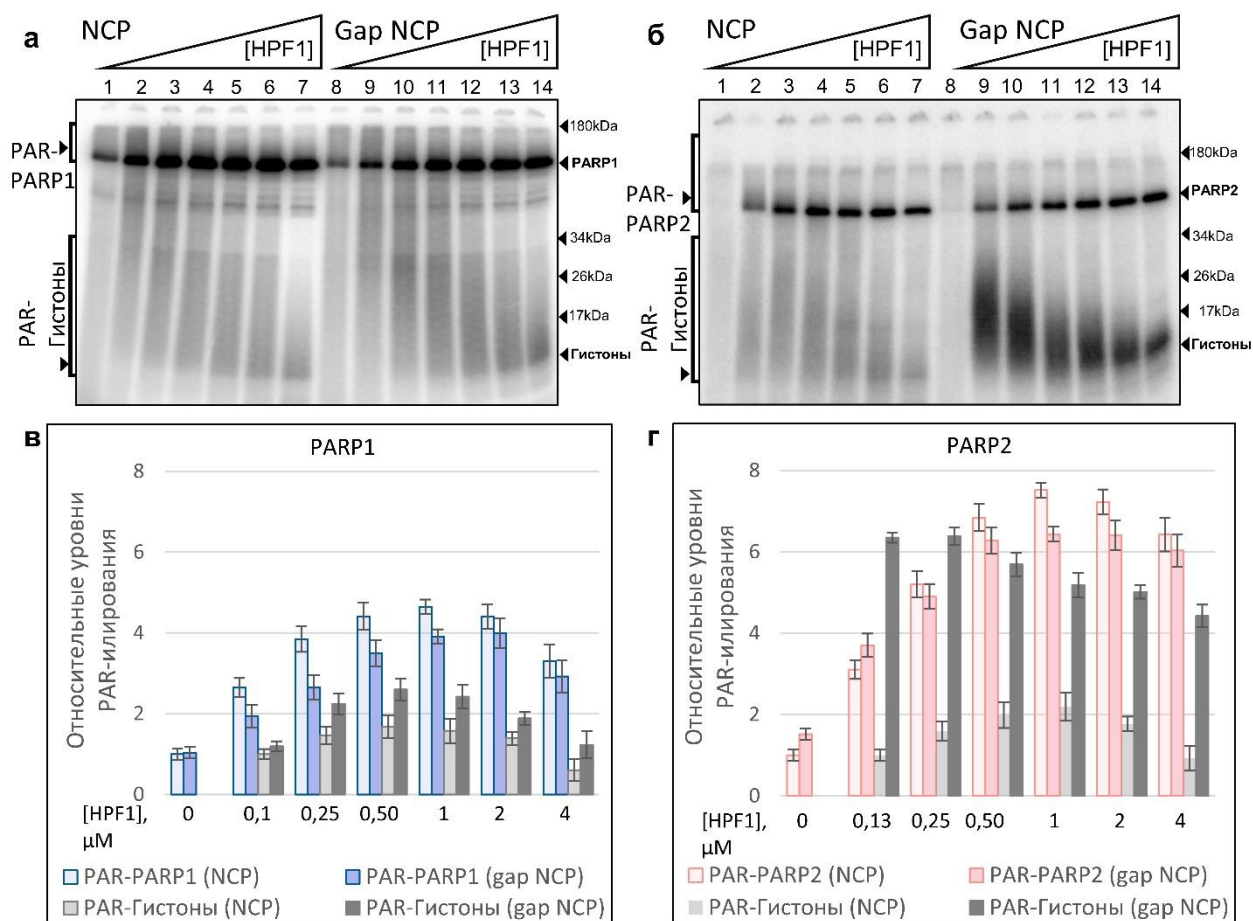 а
NCP
[HPF1]
Gap NCP
[HPF1]
1 2 3 4 5 6 7 8 9 10 11 12 13 14
PAR-
PARP1
PAR-
Гистоны
180kDa
PARP1
34kDa
26kDa
17kDa
Гистоны
б
NCP
[HPF1]
Gap NCP
[HPF1]
1 2 3 4 5 6 7 8 9 10 11 12 13 14
PAR-
PARP2
PAR-
Гистоны
180kDa
PARP2
34kDa
26kDa
17kDa
Гистоны
в
PARP1
Относительные уровни
PAR-илирования
8
6
4
2
0
[HPF1],
μM
0 0,1 0,25 0,50 1 2 4
PAR-PARP1 (NCP)
PAR-PARP1 (gap NCP)
PAR-Гистоны (NCP)
PAR-Гистоны (gap NCP)
г
PARP2
Относительные уровни
PAR-илирования
8
6
4
2
0
[HPF1],
μM
0 0,13 0,25 0,50 1 2 4
PAR-PARP2 (NCP)
PAR-PARP2 (gap NCP)
PAR-Гистоны (NCP)
PAR-Гистоны (gap NCP)